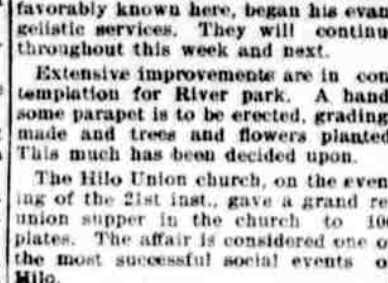 favorably known here, began his evan
gelistic services. They will continu
throughout this week and next.
Extensive improvements are in con
templation for River park. A hand
some parapet is to be erected, grading
made and trees and flowers planted
This much has been decided upon.
The Hilo Union church, on the even
ing of the 21st inst., gave a grand re
union supper in the church to 100
plates. The affair is considered one o
the most successful social events o
Hilo.